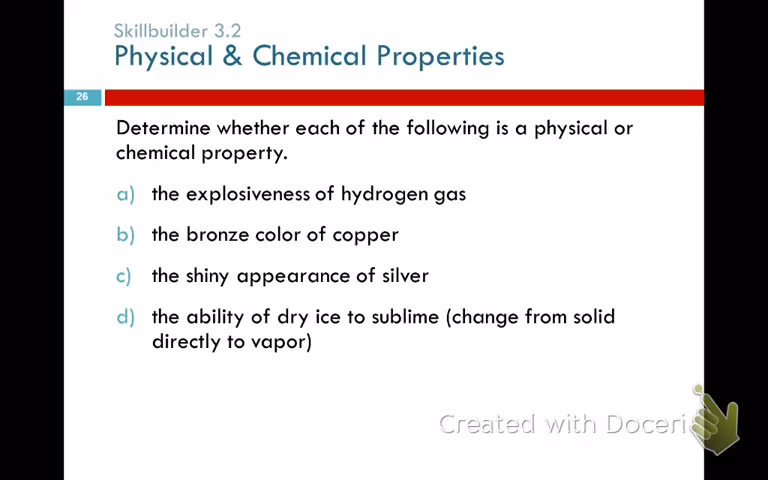 Skillbuilder 3.2
Physical & Chemical Properties
26
Determine whether each of the following is a physical or
chemical property.
a) the explosiveness of hydrogen gas
b) the bronze color of copper
c) the shiny appearance of silver
d) the ability of dry ice to sublime (change from solid
directly to vapor)
Created with Doceri